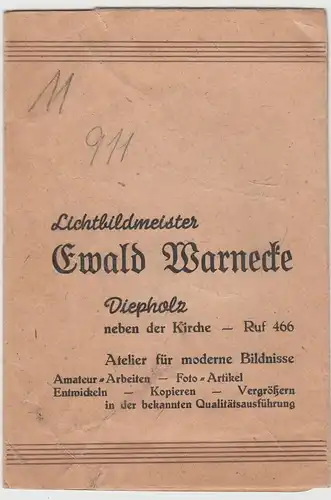 11
911
Lichtbildmeister
Ewald Warnecke
Diepholz
neben der Kirche — Ruf 466
Atelier für moderne Bildnisse
Amateur-Arbeiten — Foto-Artikel
Entwickeln — Kopieren — Vergrößern
in der bekannten Qualitätsausführung